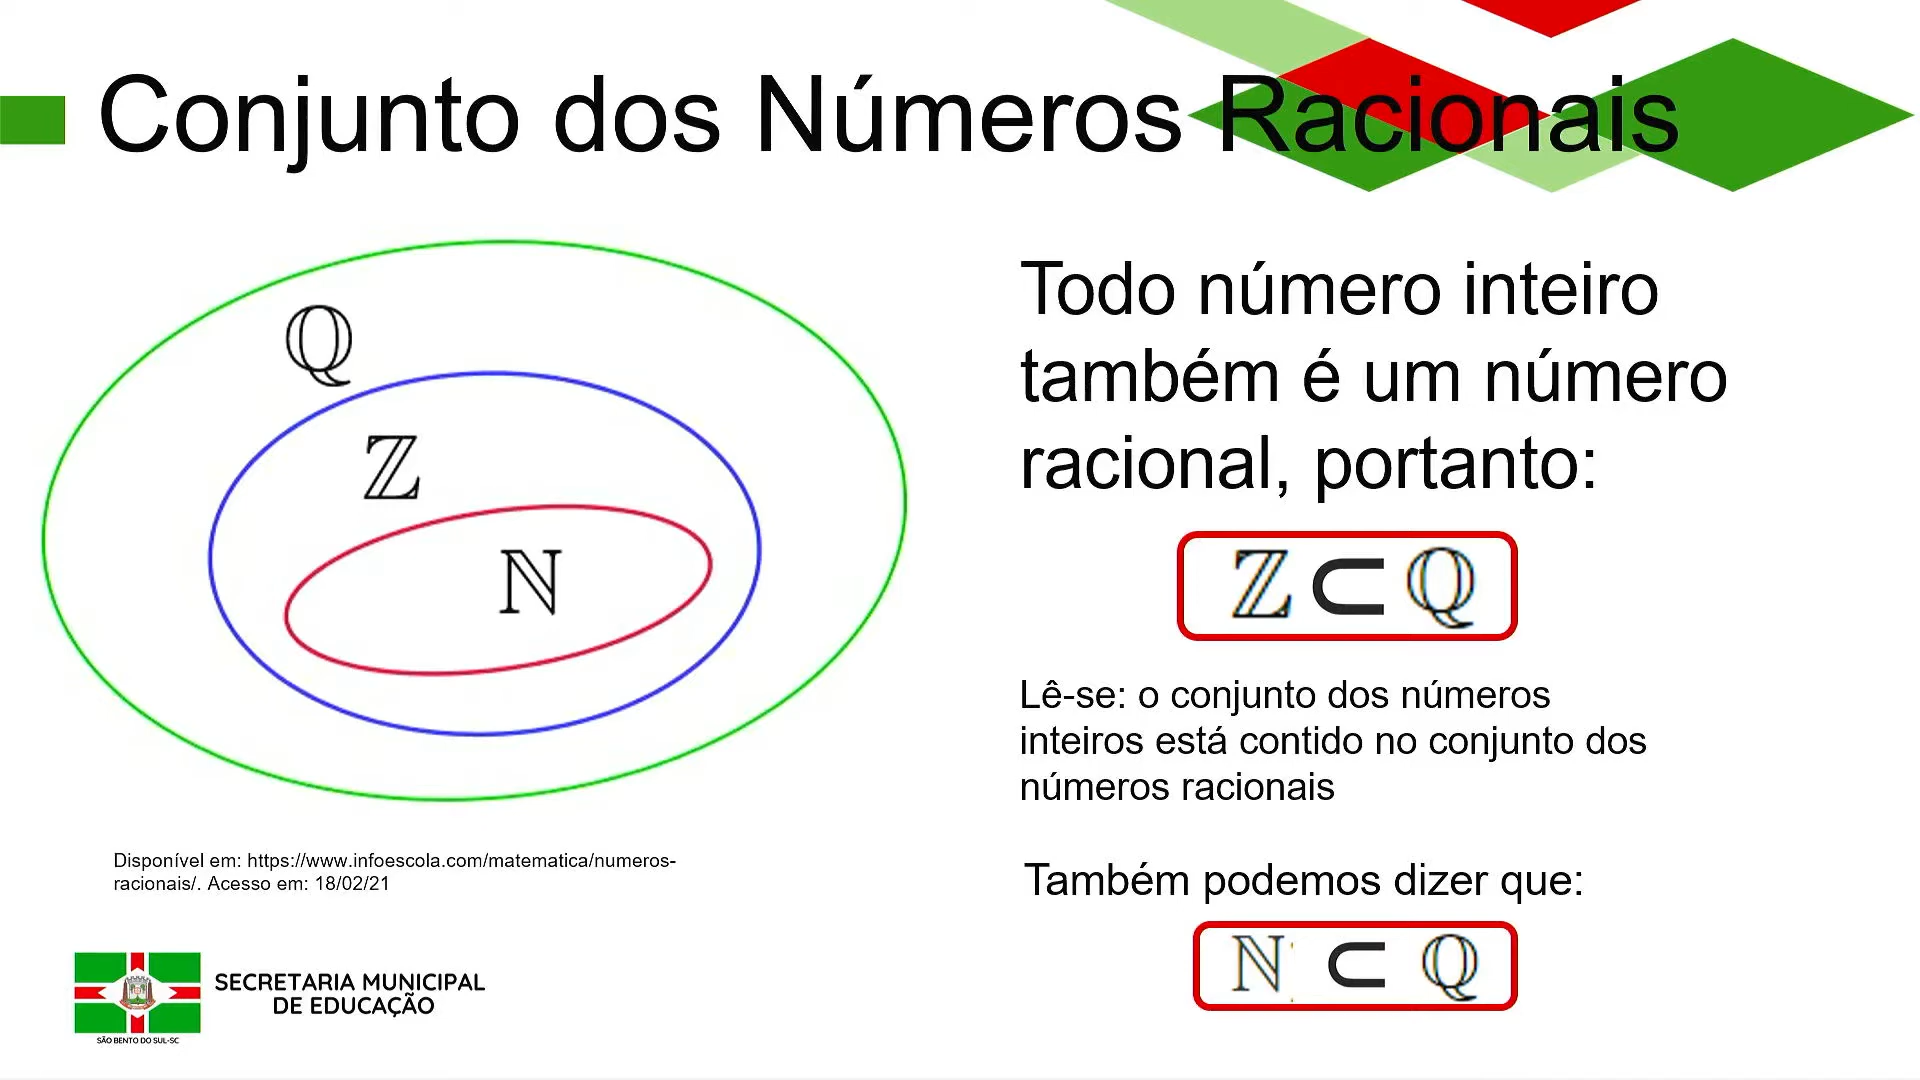 Conjunto dos Números Racionais
ℚ
ℤ
ℕ
Todo número inteiro
também é um número
racional, portanto:
ℤ ⊂ ℚ
Lê-se: o conjunto dos números
inteiros está contido no conjunto dos
números racionais
Também podemos dizer que:
ℕ ⊂ ℚ
Disponível em: https://www.infoescola.com/matematica/numeros-
racionais/. Acesso em: 18/02/21
SECRETARIA MUNICIPAL
DE EDUCAÇÃO
SÃO BENTO DO SUL-SC